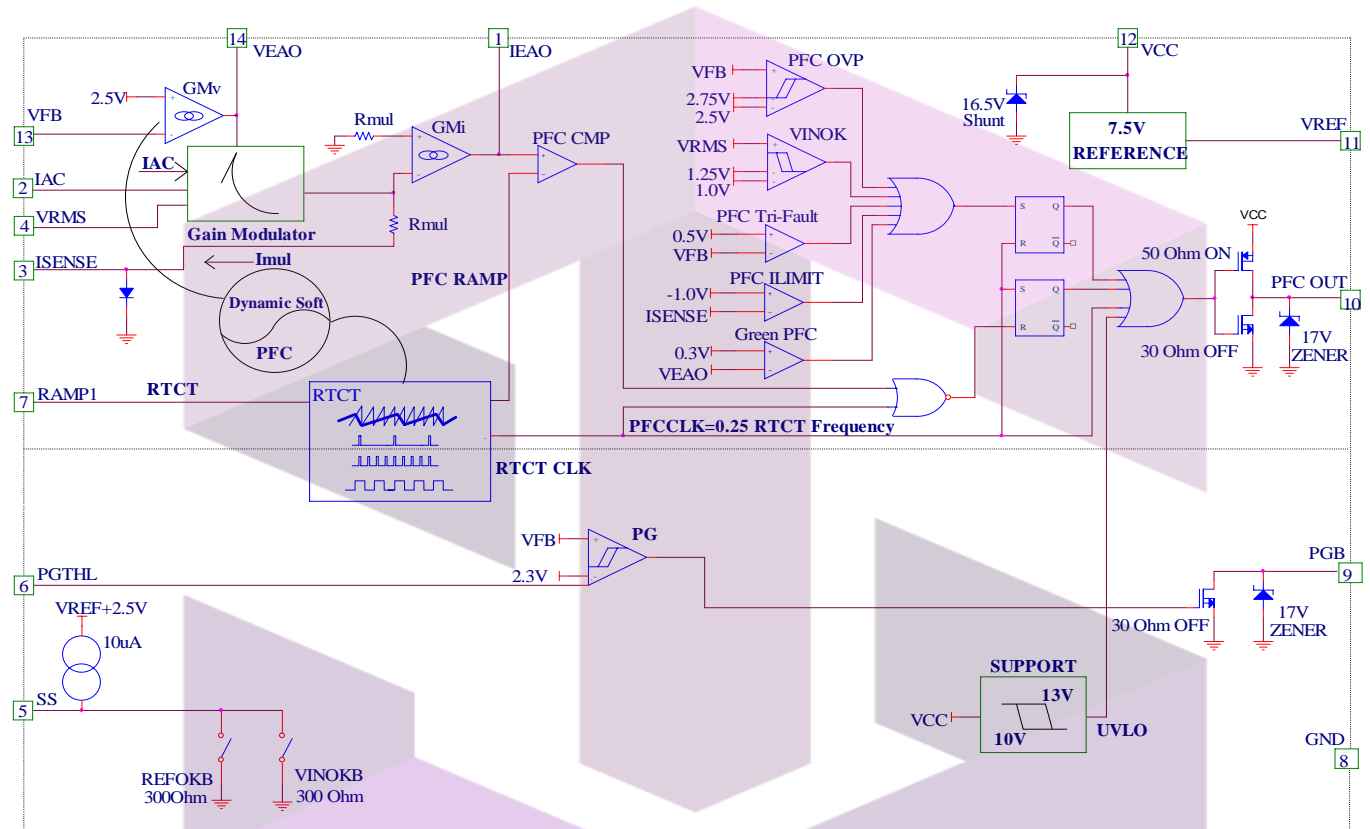 14
VEAO
1
IEAO
12
VCC
GMv
2.5V
VFB
13
Rmul
GMi
PFC CMP
PFC OVP
VFB
2.75V
2.5V
16.5V
Shunt
7.5V
REFERENCE
VREF
11
VINOK
VRMS
1.25V
1.0V
IAC
IAC
2
VRMS
4
Gain Modulator
Rmul
ISENSE
3
Imul
PFC RAMP
Dynamic Soft
PFC
PFC Tri-Fault
0.5V
VFB
PFC ILIMIT
-1.0V
ISENSE
Green PFC
0.3V
VEAO
S
Q
R
Q
S
Q
R
Q
VCC
50 Ohm ON
PFC OUT
10
30 Ohm OFF
17V
ZENER
RAMP1
7
RTCT
RTCT
PFCCLK=0.25 RTCT Frequency
RTCT CLK
VFB
PG
2.3V
PGTHL
6
PGB
9
30 Ohm OFF
17V
ZENER
VREF+2.5V
10uA
SS
5
REFOKB
300Ohm
VINOKB
300 Ohm
SUPPORT
13V
VCC
10V
UVLO
GND
8